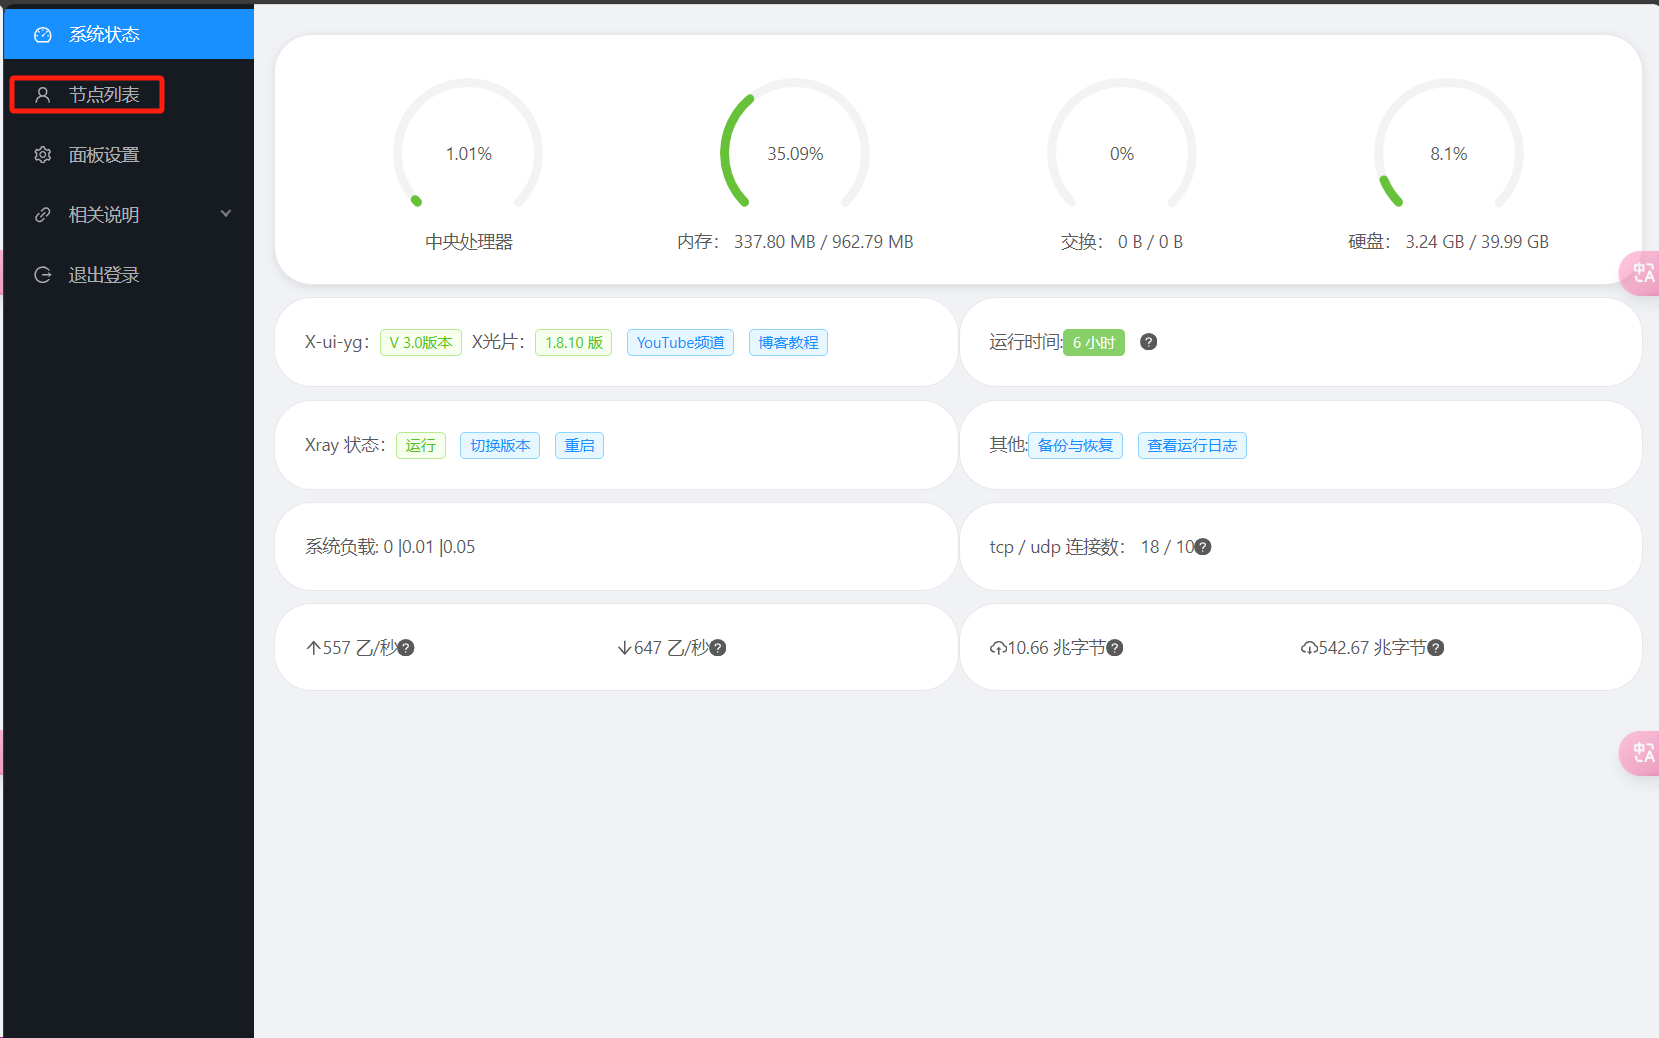 系统状态
节点列表
面板设置
相关说明
退出登录
1.01%
35.09%
0%
8.1%
中央处理器
内存： 337.80 MB / 962.79 MB
交换： 0 B / 0 B
硬盘： 3.24 GB / 39.99 GB
X-ui-yg： V 3.0版本 X光片： 1.8.10 版 YouTube频道 博客教程
运行时间: 6 小时
Xray 状态： 运行 切换版本 重启
其他: 备份与恢复 查看运行日志
系统负载: 0 |0.01 |0.05
tcp / udp 连接数： 18 / 10
557 乙/秒
647 乙/秒
10.66 兆字节
542.67 兆字节
中A
中A